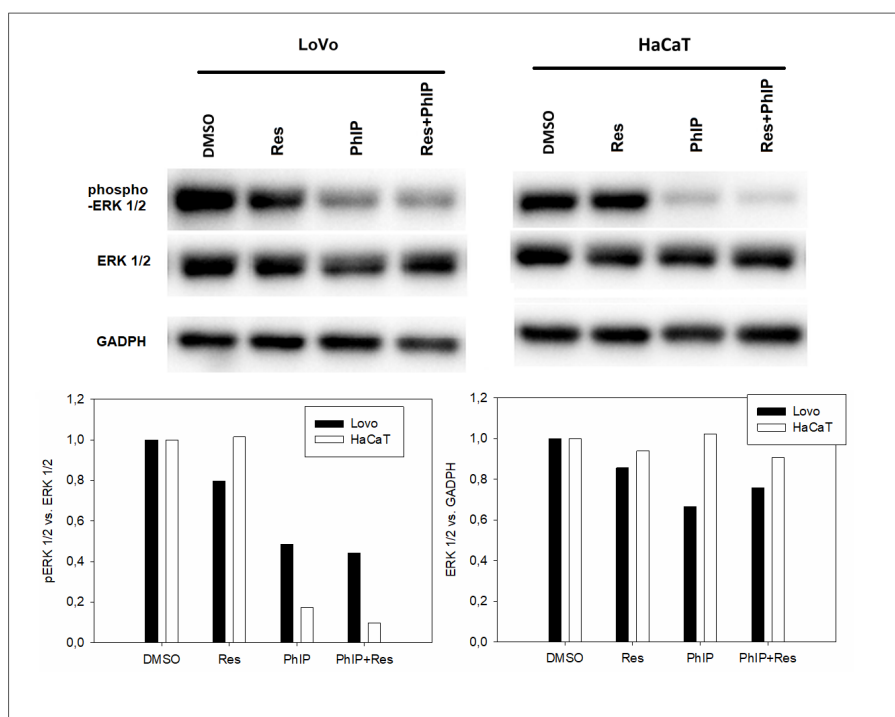 LoVo
HaCaT
DMSO
Res
PhIP
Res+PhIP
DMSO
Res
PhIP
Res+PhIP
phospho
-ERK 1/2
ERK 1/2
GADPH
1,2
1,0
0,8
0,6
0,4
0,2
0,0
pERK 1/2 vs. ERK 1/2
Lovo
HaCaT
DMSO Res PhIP PhIP+Res
1,2
1,0
0,8
0,6
0,4
0,2
0,0
ERK 1/2 vs. GADPH
Lovo
HaCaT
DMSO Res PhIP PhIP+Res